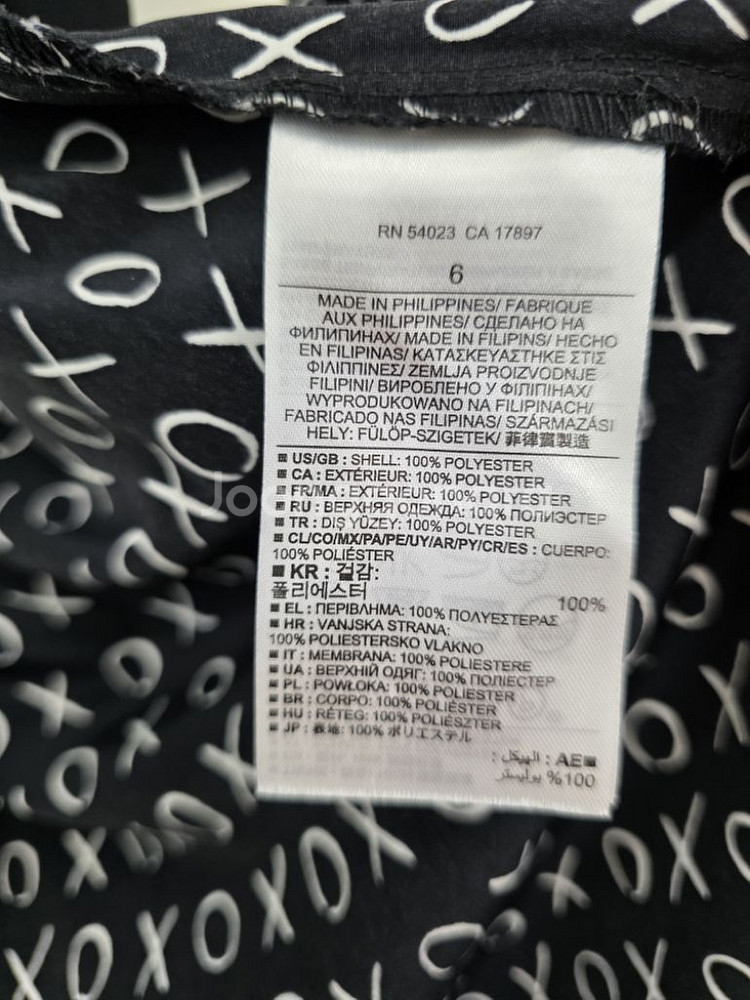 RN 54023 CA 17897
6
MADE IN PHILIPPINES/ FABRIQUE
AUX PHILIPPINES/ СДЕЛАНО НА
ФИЛИПИНАХ/ MADE IN FILIPINS/ HECHO
EN FILIPINAS/ ΚΑΤΑΣΚΕΥΑΣΤΗΚΕ ΣΤΙΣ
ΦΙΛΙΠΠΙΝΕΣ/ ZEMLJA PROIZVODNJE
FILIPINI/ ВИРОБЛЕНО У ФІЛІПІНАХ/
WYPRODUKOWANO NA FILIPINACH/
FABRICADO NAS FILIPINAS/ SZÁRMAZÁSI
HELY: FÜLÖP-SZIGETEK/ 菲律賓製造
■ US/GB : SHELL: 100% POLYESTER
■ CA : EXTÉRIEUR: 100% POLYESTER
■ FR/MA : EXTÉRIEUR: 100% POLYESTER
■ RU : ВЕРХНЯЯ ОДЕЖДА: 100% ПОЛИЭСТЕР
■ TR : DIŞ YÜZEY: 100% POLYESTER
■ CL/CO/MX/PA/PE/UY/AR/PY/CR/ES : CUERPO:
100% POLIÉSTER
■ KR : 겉감:
폴리에스터 100%
■ EL : ΠΕΡΙΒΛΗΜΑ: 100% ΠΟΛΥΕΣΤΕΡΑΣ
■ HR : VANJSKA STRANA:
100% POLIESTERSKO VLAKNO
■ IT : MEMBRANA: 100% POLIESTERE
■ UA : ВЕРХНІЙ ОДЯГ: 100% ПОЛІЕСТЕР
■ PL : POWŁOKA: 100% POLIESTER
■ BR : CORPO: 100% POLIÉSTER
■ HU : RÉTEG: 100% POLIÉSZTER
■ JP : 表地: 100% ポリエステル
■AE : الهيكل :
100% بوليستر